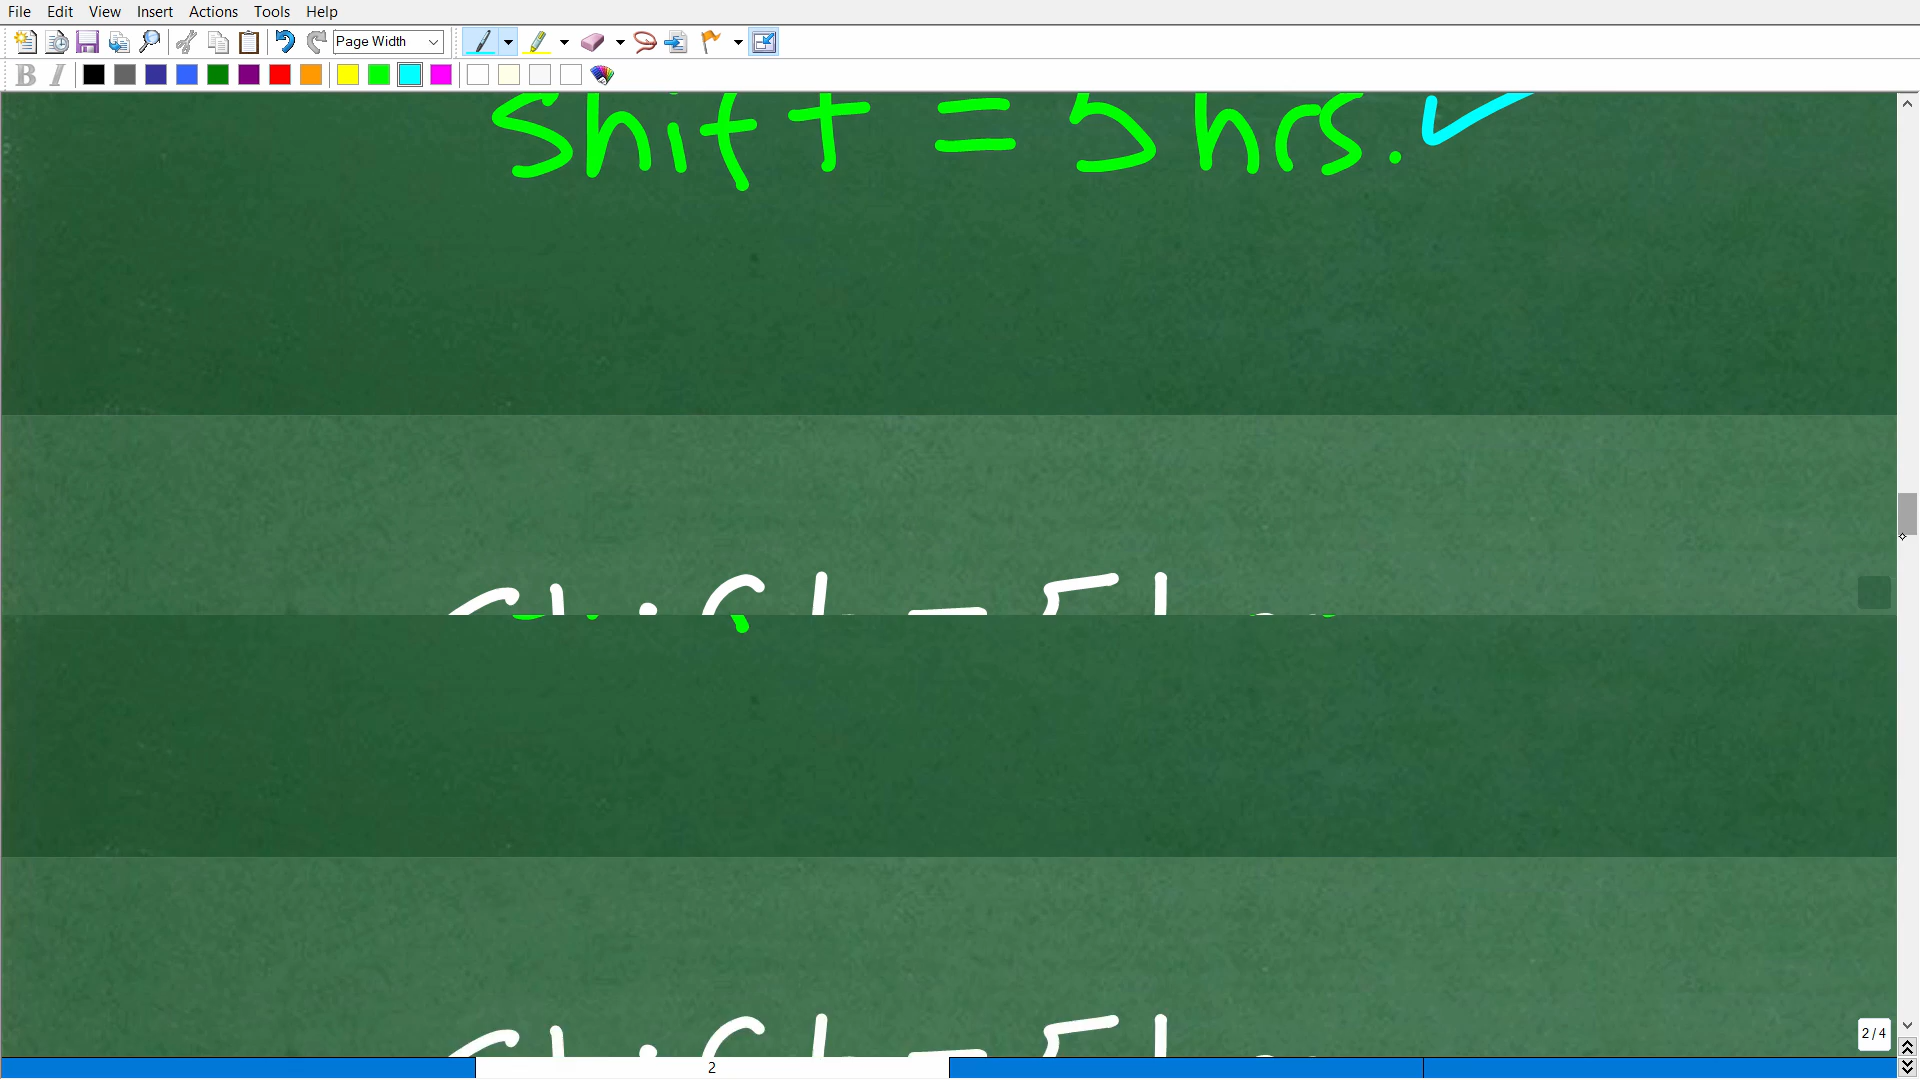 File Edit View Insert Actions Tools Help
Page Width
B I
Shift = 5 hrs.
2 / 4
2